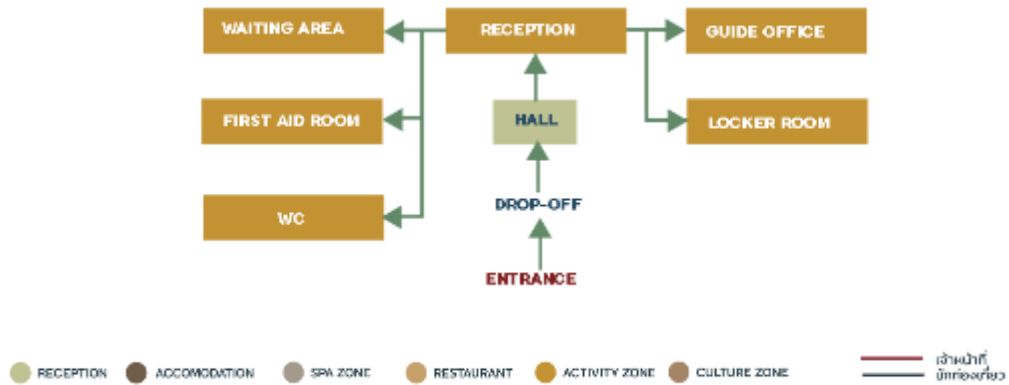 WAITING AREA
RECEPTION
GUIDE OFFICE
FIRST AID ROOM
HALL
LOCKER ROOM
DROP-OFF
WC
ENTRANCE
RECEPTION
ACCOMODATION
SPA ZONE
RESTAURANT
ACTIVITY ZONE
CULTURE ZONE
เจ้าหน้าที่
นักท่องเที่ยว